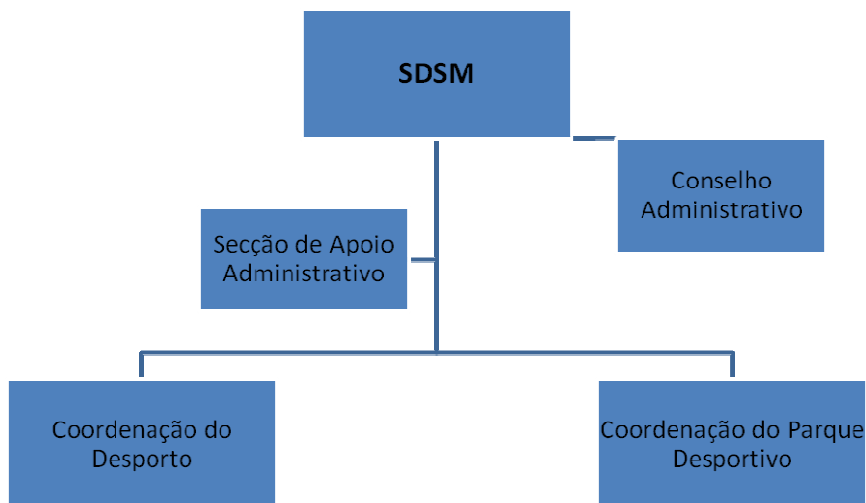 SDSM
Conselho
Administrativo
Secção de Apoio
Administrativo
Coordenação do
Desporto
Coordenação do Parque
Desportivo